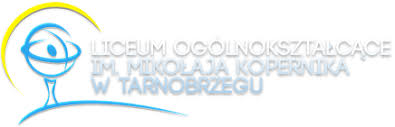 LICEUM OGÓLNOKSZTAŁCĄCE
IM. MIKOŁAJA KOPERNIKA
W TARNOBRZEGU